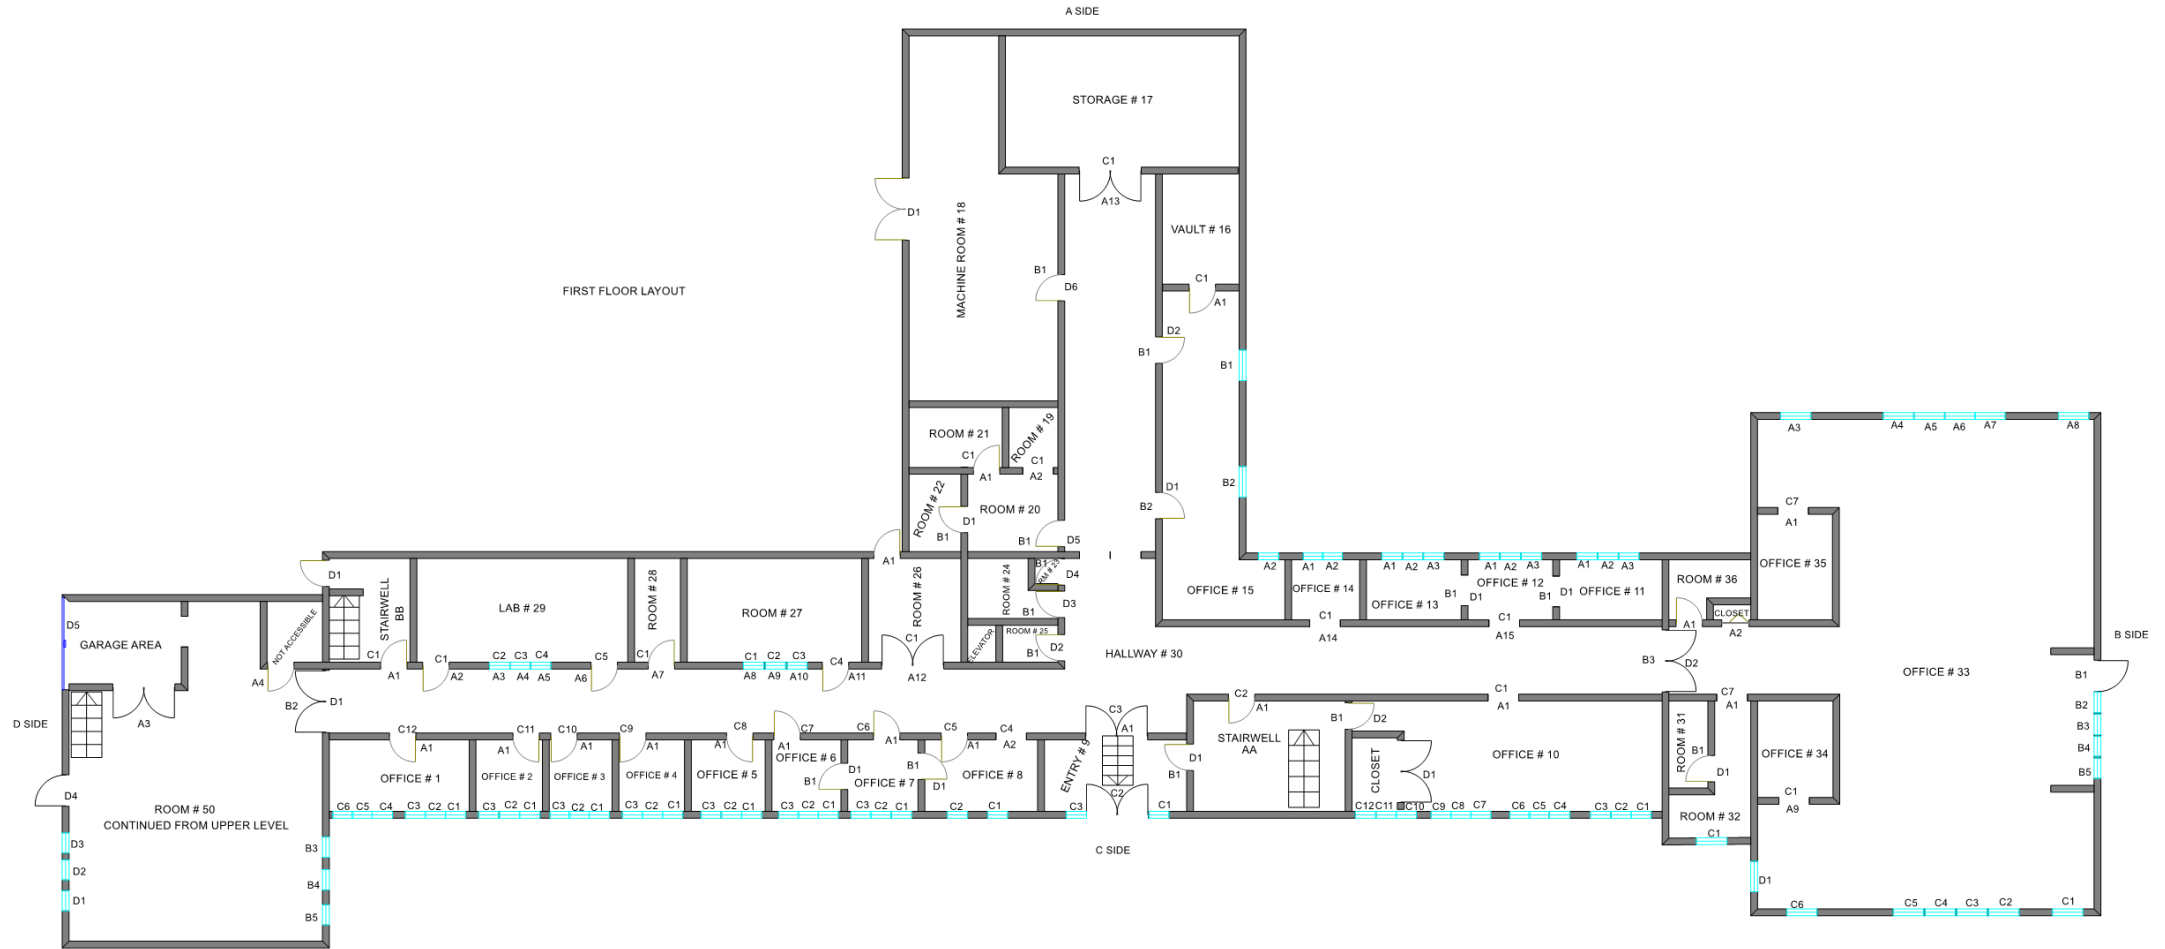 A SIDE
STORAGE # 17
C1
A13
D1
MACHINE ROOM # 18
VAULT # 16
C1
A1
B1
D6
FIRST FLOOR LAYOUT
D2
B1
B1
A3
A4
A5
A6
A7
A8
ROOM # 21
ROOM # 19
C1
C1
A1
A2
B2
D1
B2
ROOM # 22
ROOM # 20
D1
B1
B1
D5
C7
A1
OFFICE # 35
A1
D1
STAIRWELL
BB
LAB # 29
ROOM # 28
ROOM # 27
ROOM # 26
ROOM # 24
B1
RM # 23
D4
D3
B1
A2
A1
A2
A1
A2
A3
A1
A2
A3
A1
A2
A3
OFFICE # 15
OFFICE # 14
OFFICE # 13
B1
D1
OFFICE # 12
B1
D1
OFFICE # 11
ROOM # 36
CLOSET
C1
A14
C1
A15
A1
A2
D5
GARAGE AREA
NOT ACCESSIBLE
ELEVATOR
ROOM # 25
B1
D2
HALLWAY # 30
B3
D2
B SIDE
OFFICE # 33
B1
C1
A1
C1
A2
C2
C3
C4
A3
A4
A5
C5
A6
C1
A7
C1
C2
C3
A8
A9
A10
C4
A11
C1
A12
A4
B2
D1
D SIDE
A3
C12
A1
C11
A1
C10
A1
C9
A1
C8
A1
C7
A1
C6
A1
C5
A1
C4
A2
C3
A1
C2
A1
C1
A1
C7
A1
B2
B3
B4
B5
OFFICE # 1
OFFICE # 2
OFFICE # 3
OFFICE # 4
OFFICE # 5
OFFICE # 6
D1
B1
OFFICE # 7
B1
D1
OFFICE # 8
ENTRY # 9
D1
B1
STAIRWELL
AA
B1
D2
CLOSET
D1
OFFICE # 10
ROOM # 31
B1
D1
OFFICE # 34
C1
A9
D4
ROOM # 50
CONTINUED FROM UPPER LEVEL
C6
C5
C4
C3
C2
C1
C3
C2
C1
C3
C2
C1
C3
C2
C1
C3
C2
C1
C3
C2
C1
C3
C2
C1
C2
C1
C3
C2
C1
C12
C11
C10
C9
C8
C7
C6
C5
C4
C3
C2
C1
ROOM # 32
C1
D3
D2
D1
B3
B4
B5
C SIDE
D1
C6
C5
C4
C3
C2
C1